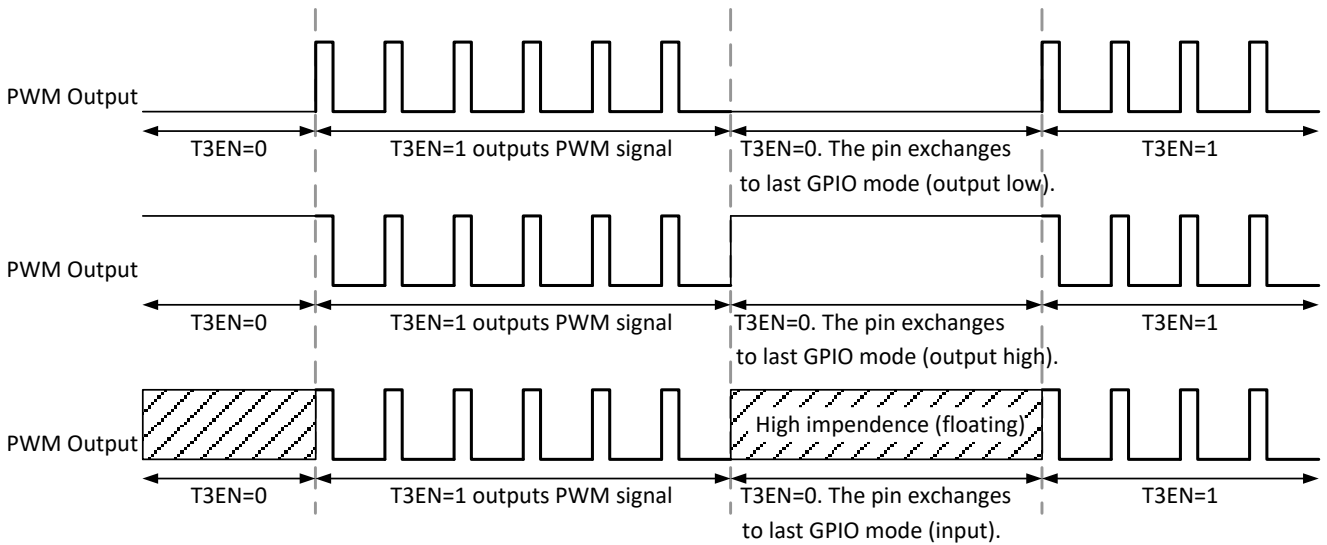 PWM Output
T3EN=0
T3EN=1 outputs PWM signal
T3EN=0. The pin exchanges
to last GPIO mode (output low).
T3EN=1
PWM Output
T3EN=0
T3EN=1 outputs PWM signal
T3EN=0. The pin exchanges
to last GPIO mode (output high).
T3EN=1
PWM Output
High impendence (floating)
T3EN=0
T3EN=1 outputs PWM signal
T3EN=0. The pin exchanges
to last GPIO mode (input).
T3EN=1